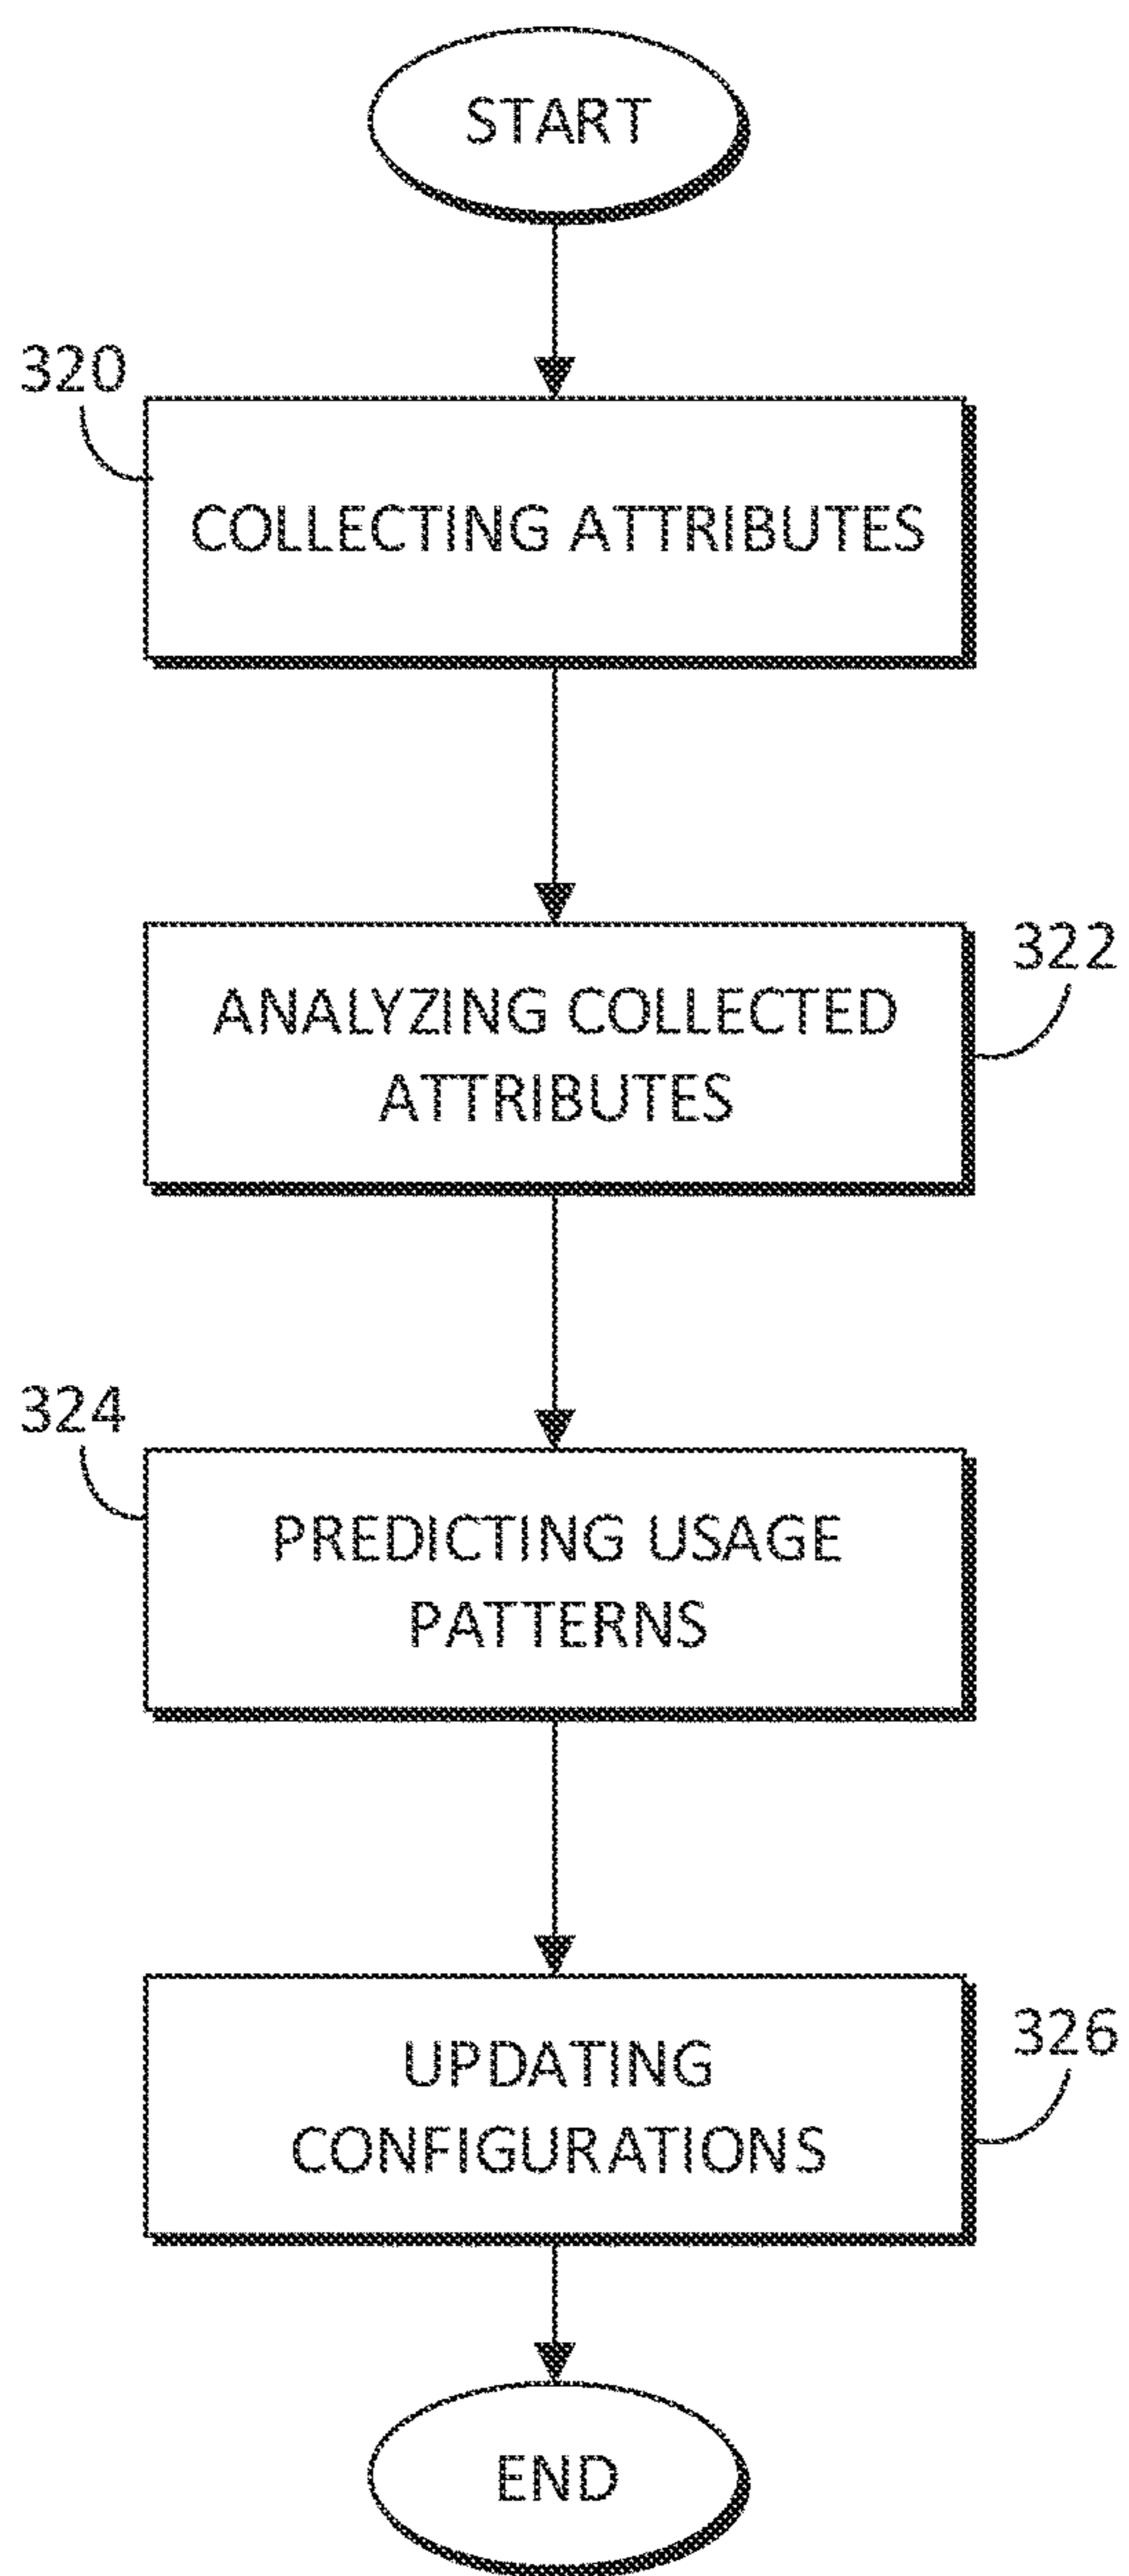 START
320
COLLECTING ATTRIBUTES
322
ANALYZING COLLECTED
ATTRIBUTES
324
PREDICTING USAGE
PATTERNS
326
UPDATING
CONFIGURATIONS
END